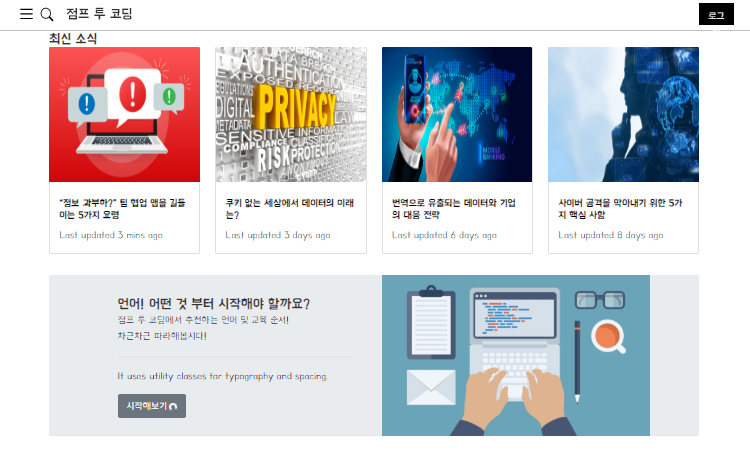 점프 투 코딩
로그
최신 소식
AUTHENTICATION
EXPOSED RECORD
REGULATIONS
DIGITAL
PRIVACY
LAW
METADATA
CLASSIFIED
SENSITIVE INFORMATION
COMPLIANCE
RISK
PROTECTION
MOBILE
BANKING
“정보 과부하?” 팀 협업 앱을 길들
이는 5가지 요령
Last updated 3 mins ago
쿠키 없는 세상에서 데이터의 미래
는?
Last updated 3 days ago
번역으로 유출되는 데이터와 기업
의 대응 전략
Last updated 6 days ago
사이버 공격을 막아내기 위한 5가
지 핵심 사항
Last updated 8 days ago
언어! 어떤 것 부터 시작해야 할까요?
점프 투 코딩에서 추천하는 언어 및 교육 순서!
차근차근 따라해봅시다!
It uses utility classes for typography and spacing.
시작해보기